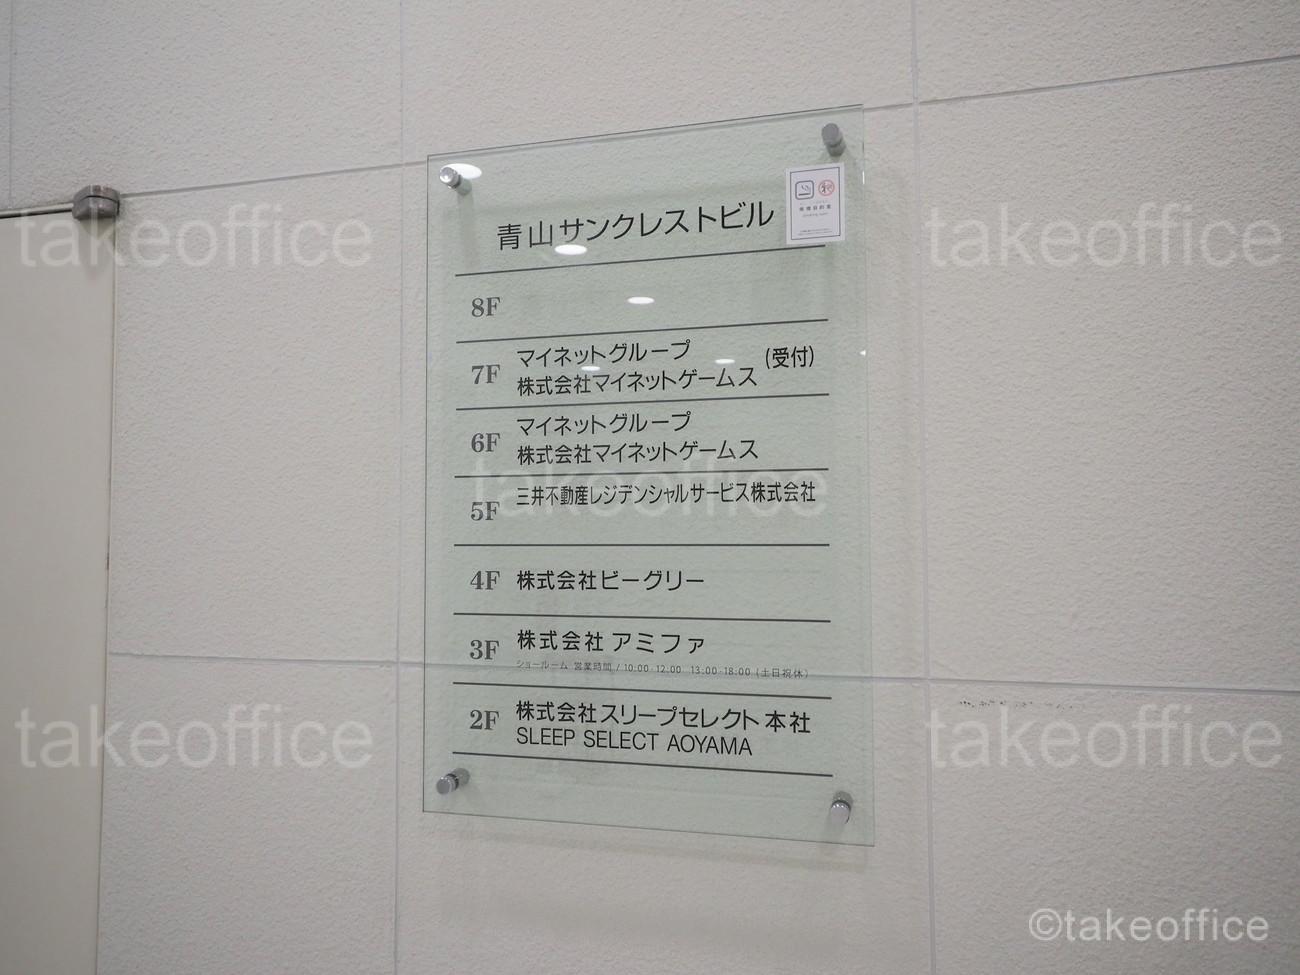 青山サンクレストビル
8F
7F マイネットグループ (受付)
株式会社マイネットゲームス
6F マイネットグループ
株式会社マイネットゲームス
5F 三井不動産レジデンシャルサービス株式会社
4F 株式会社ビーグリー
3F 株式会社 アミファ
ショールーム 営業時間 / 10:00-12:00 13:00-18:00 (土日祝休)
2F 株式会社スリープセレクト 本社
SLEEP SELECT AOYAMA
takeoffice
takeoffice
takeoffice
takeoffice
takeoffice
©takeoffice